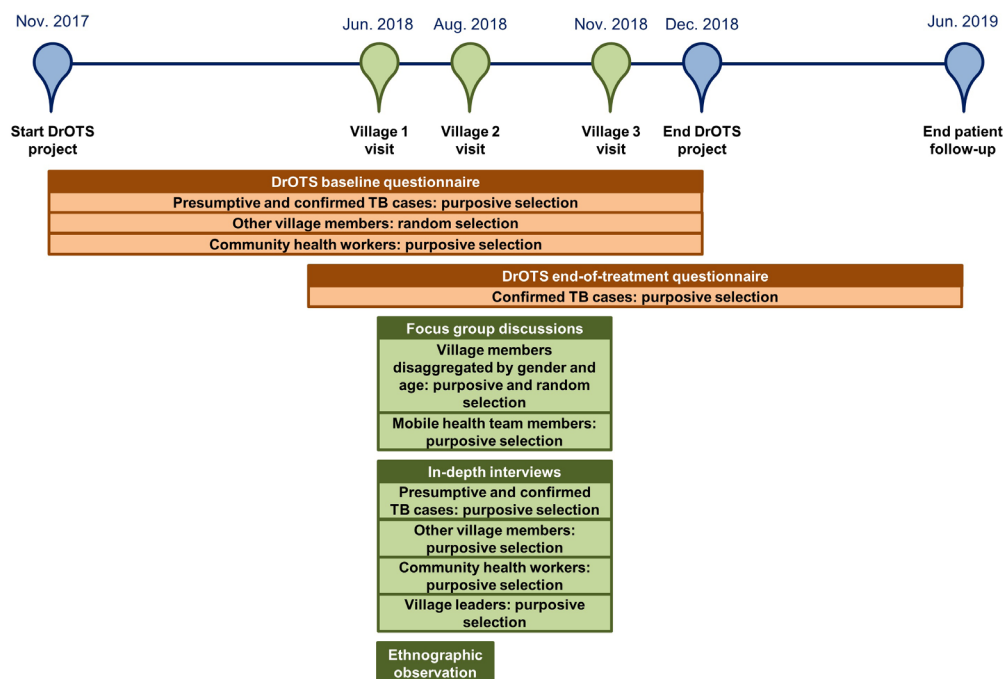 Nov. 2017
Jun. 2018
Aug. 2018
Nov. 2018
Dec. 2018
Jun. 2019
Start DrOTS
project
Village 1
visit
Village 2
visit
Village 3
visit
End DrOTS
project
End patient
follow-up
DrOTS baseline questionnaire
Presumptive and confirmed TB cases: purposive selection
Other village members: random selection
Community health workers: purposive selection
DrOTS end-of-treatment questionnaire
Confirmed TB cases: purposive selection
Focus group discussions
Village members
disaggregated by gender and
age: purposive and random
selection
Mobile health team members:
purposive selection
In-depth interviews
Presumptive and confirmed
TB cases: purposive selection
Other village members:
purposive selection
Community health workers:
purposive selection
Village leaders: purposive
selection
Ethnographic
observation